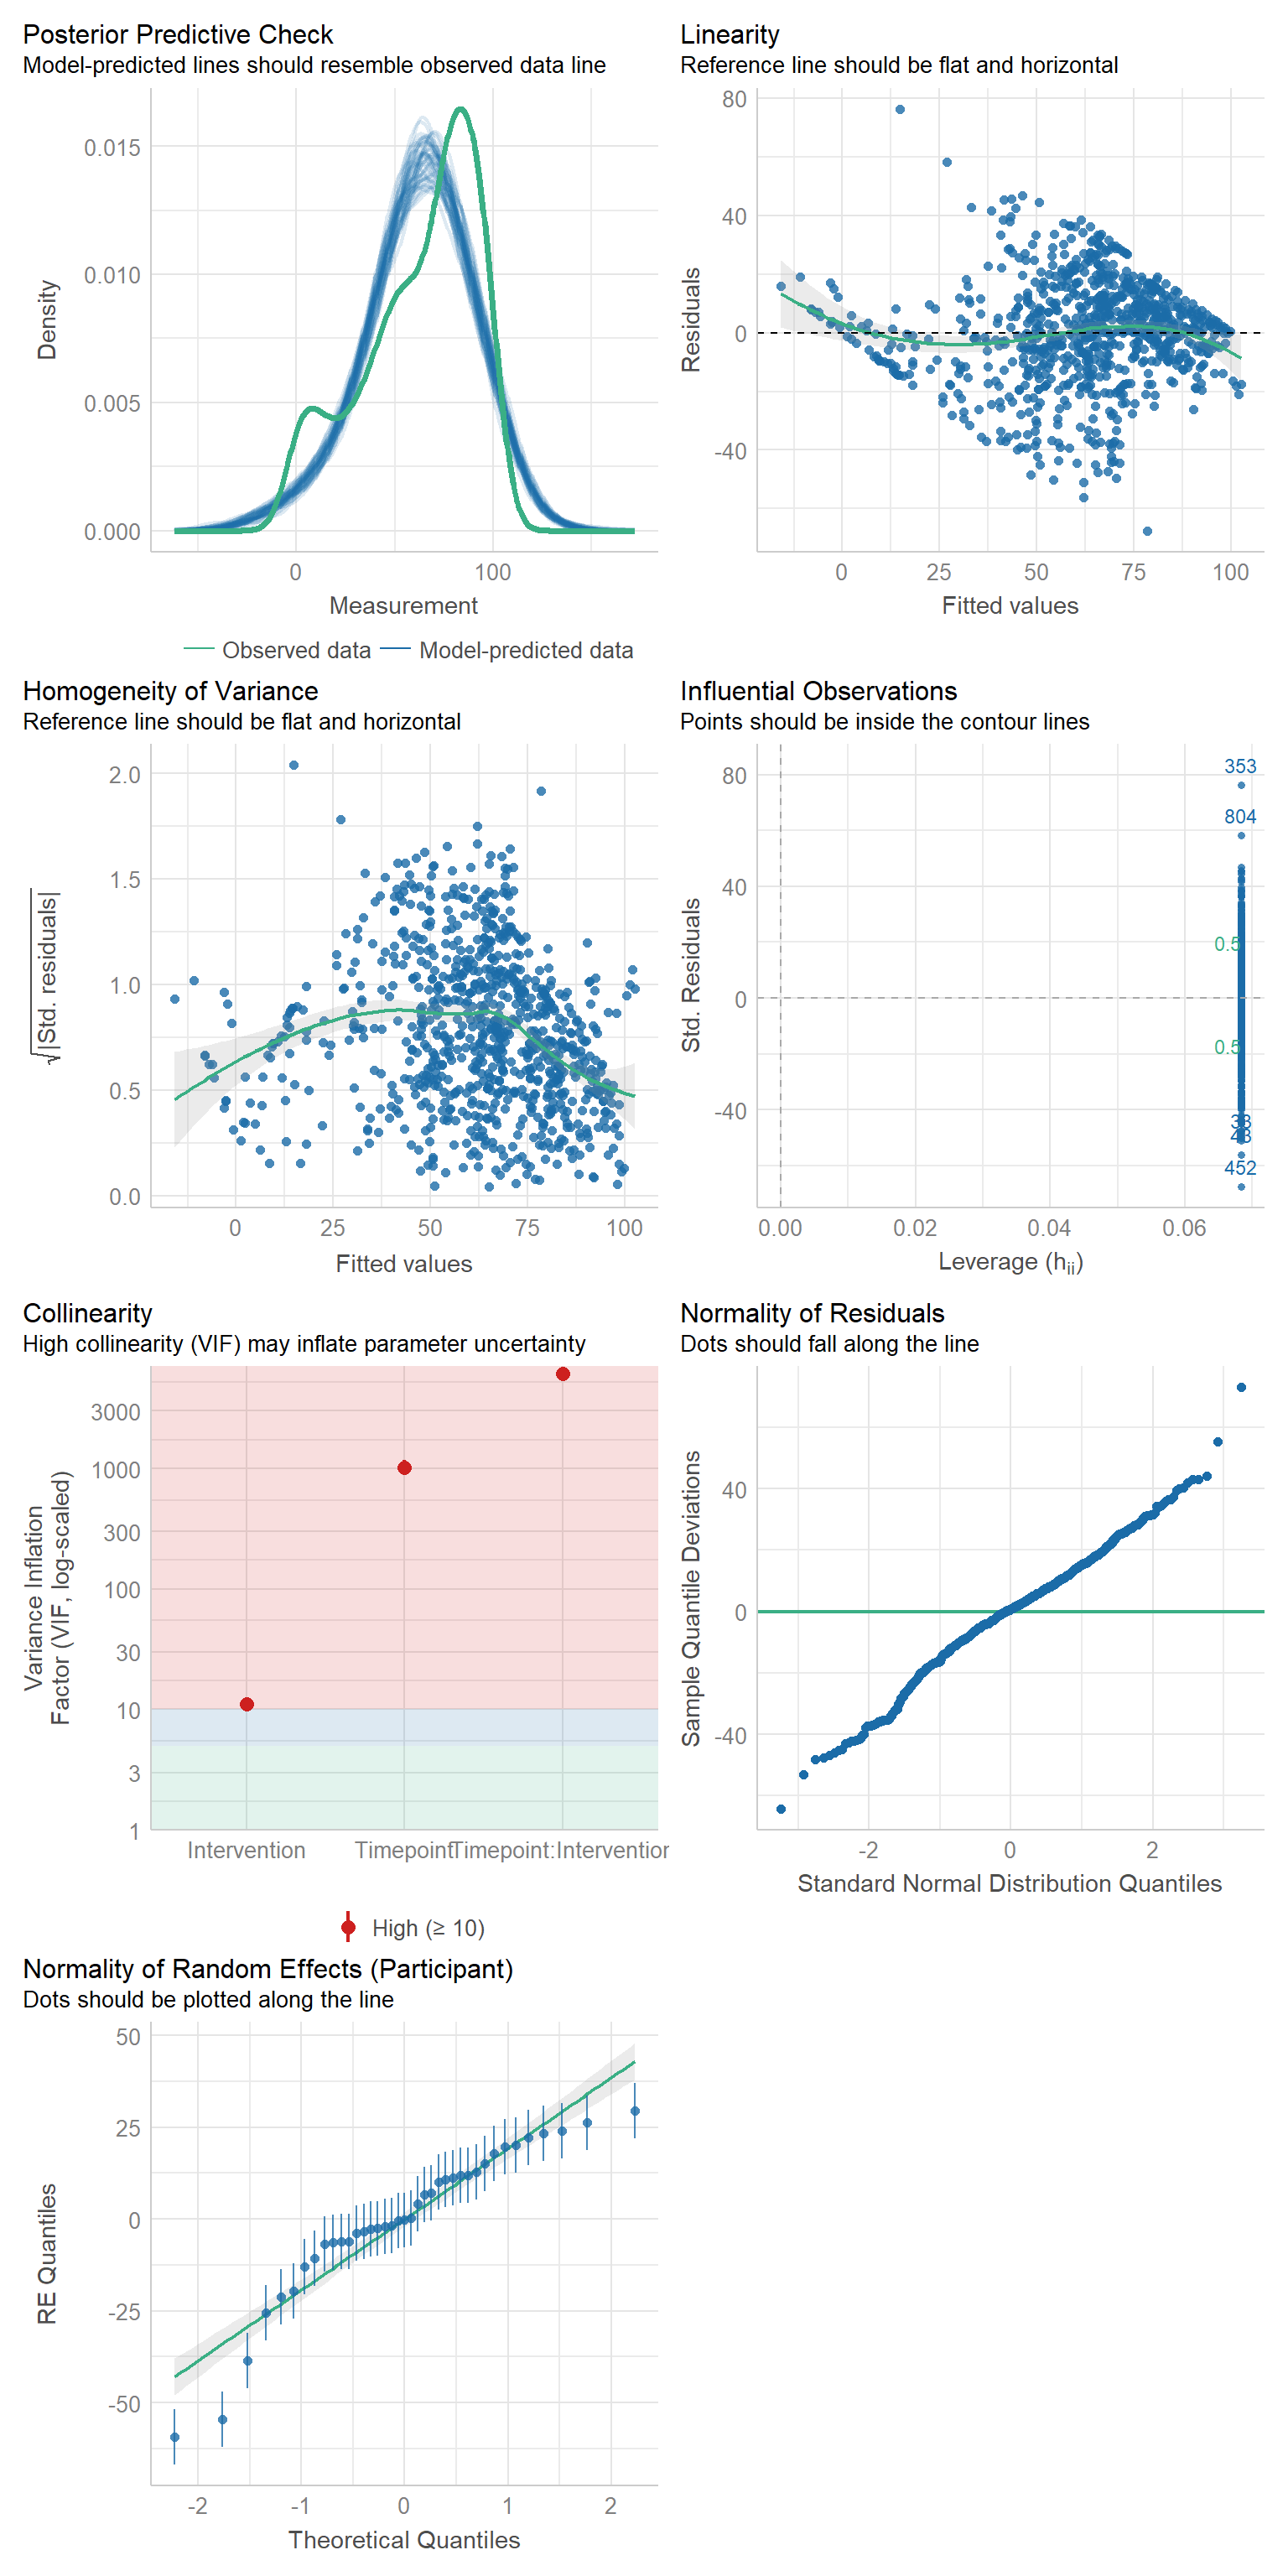 Posterior Predictive Check
Model-predicted lines should resemble observed data line
0.015
0.010
0.005
0.000
Density
0
100
Measurement
Observed data
Model-predicted data
Linearity
Reference line should be flat and horizontal
80
40
0
-40
Residuals
0
25
50
75
100
Fitted values
Homogeneity of Variance
Reference line should be flat and horizontal
2.0
1.5
1.0
0.5
0.0
√|Std. residuals|
0
25
50
75
100
Fitted values
Influential Observations
Points should be inside the contour lines
80
40
0
-40
Std. Residuals
353
804
0.5
0.5
452
0.00
0.02
0.04
0.06
Leverage (hii)
Collinearity
High collinearity (VIF) may inflate parameter uncertainty
3000
1000
300
100
30
10
3
1
Variance Inflation
Factor (VIF, log-scaled)
Intervention
Timepoint
Timepoint:Intervention
High (≥ 10)
Normality of Residuals
Dots should fall along the line
40
0
-40
Sample Quantile Deviations
-2
0
2
Standard Normal Distribution Quantiles
Normality of Random Effects (Participant)
Dots should be plotted along the line
50
25
0
-25
-50
RE Quantiles
-2
-1
0
1
2
Theoretical Quantiles